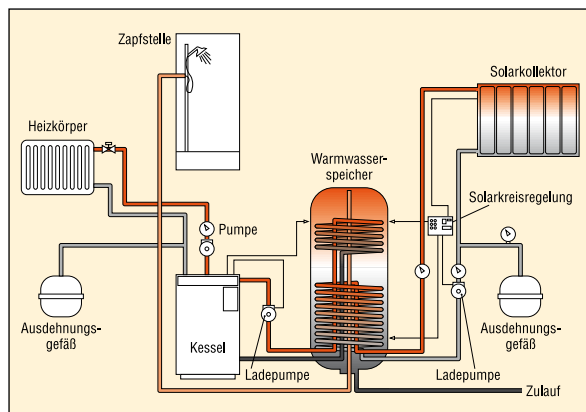 Zapfstelle
Solarkollektor
Heizkörper
Warmwasser-
speicher
Solarkreisregelung
Pumpe
Ausdehnungs-
gefäß
Kessel
Ladepumpe
Ladepumpe
Ausdehnungs-
gefäß
Zulauf